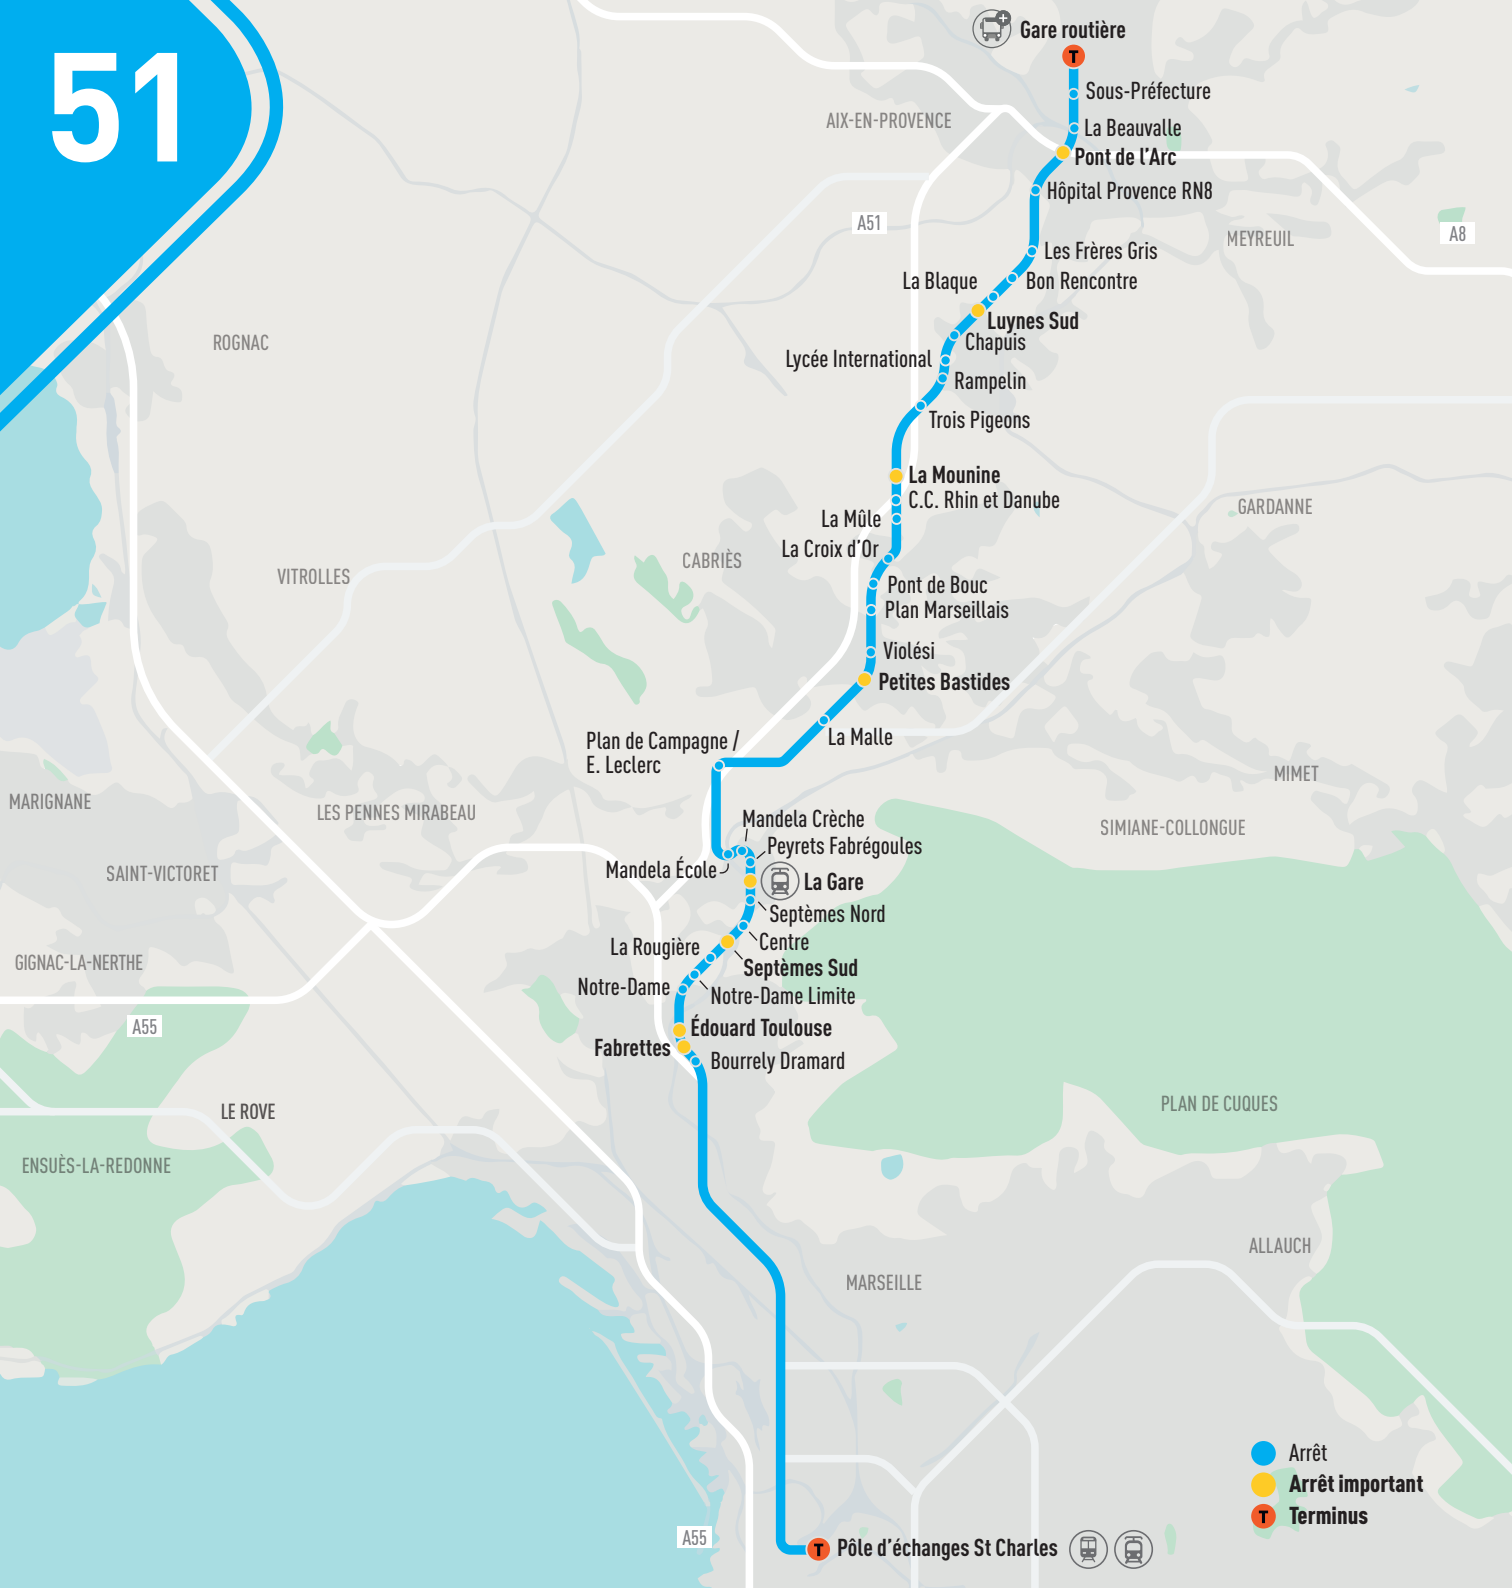 51
Gare routière
T
Sous-Préfecture
AIX-EN-PROVENCE
La Beauvalle
Pont de l'Arc
Hôpital Provence RN8
A51
A8
MEYREUIL
Les Frères Gris
La Blaque
Bon Rencontre
Luynes Sud
Chapuis
ROGNAC
Lycée International
Rampelin
Trois Pigeons
La Mounine
C.C. Rhin et Danube
GARDANNE
La Mûle
La Croix d'Or
CABRIÈS
VITROLLES
Pont de Bouc
Plan Marseillais
Violési
Petites Bastides
La Malle
Plan de Campagne /
E. Leclerc
MIMET
MARIGNANE
LES PENNES MIRABEAU
Mandela Crèche
SIMIANE-COLLONGUE
Peyrets Fabrégoules
Mandela École
SAINT-VICTORET
La Gare
Septèmes Nord
Centre
La Rougière
GIGNAC-LA-NERTHE
Septèmes Sud
Notre-Dame
Notre-Dame Limite
A55
Édouard Toulouse
Fabrettes
Bourrely Dramard
LE ROVE
PLAN DE CUQUES
ENSUÈS-LA-REDONNE
ALLAUCH
MARSEILLE
Arrêt
Arrêt important
T Terminus
A55
T Pôle d'échanges St Charles